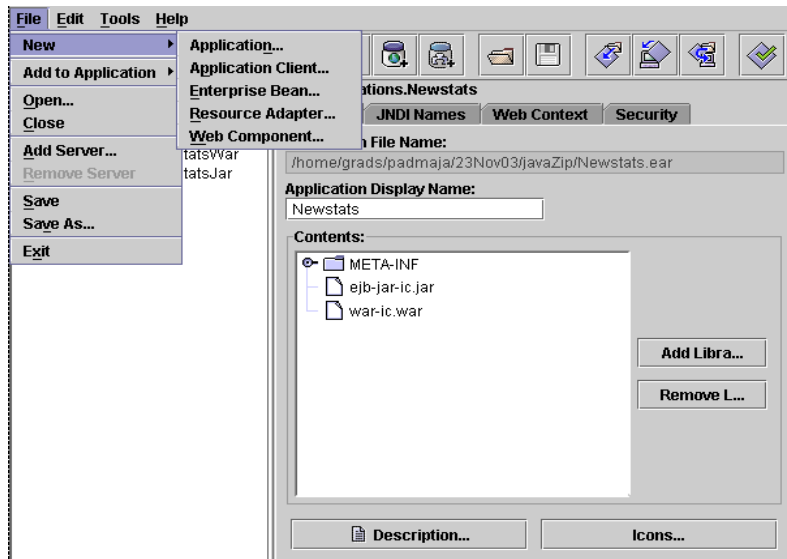 File Edit Tools Help
New
Add to Application
Open...
Close
Add Server...
Remove Server
Save
Save As...
Exit
Application...
Application Client...
Enterprise Bean...
Resource Adapter...
Web Component...
tatsWar
tatsJar
ations.Newstats
JNDI Names Web Context Security
File Name:
/home/grads/padmaja/23Nov03/javaZip/Newstats.ear
Application Display Name:
Newstats
Contents:
META-INF
ejb-jar-ic.jar
war-ic.war
Add Libra...
Remove L...
Description...
Icons...